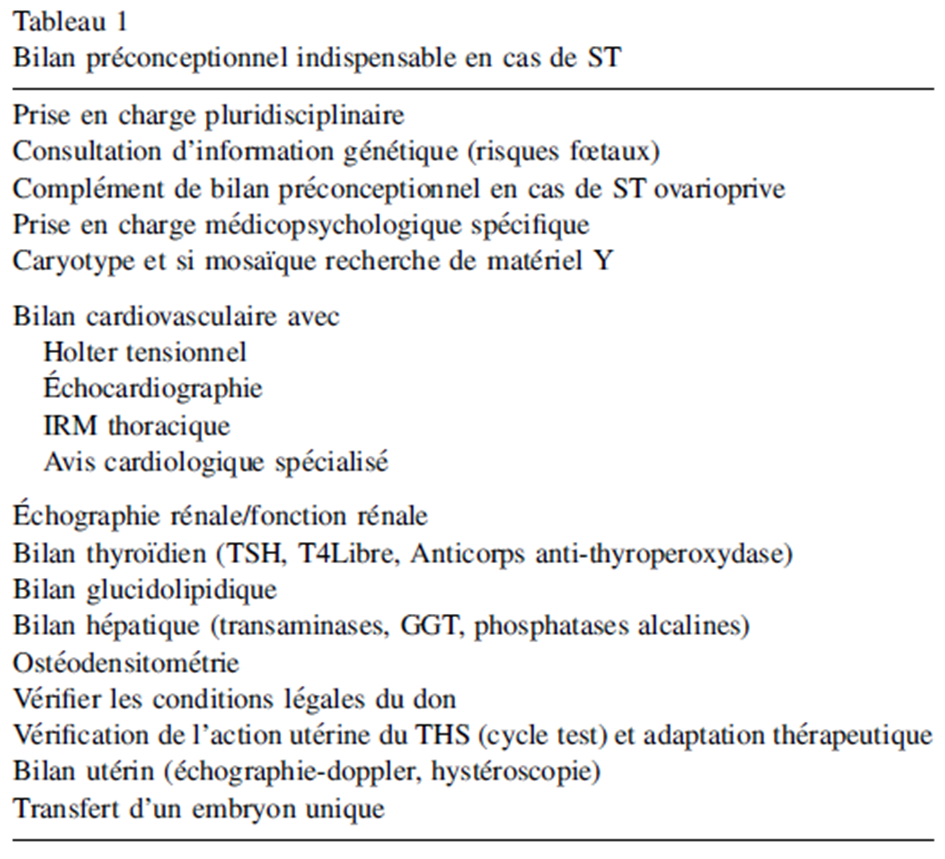 Tableau 1
Bilan préconceptionnel indispensable en cas de ST
Prise en charge pluridisciplinaire
Consultation d'information génétique (risques fœtaux)
Complément de bilan préconceptionnel en cas de ST ovarioprive
Prise en charge médicopsychologique spécifique
Caryotype et si mosaïque recherche de matériel Y
Bilan cardiovasculaire avec
Holter tensionnel
Échocardiographie
IRM thoracique
Avis cardiologique spécialisé
Échographie rénale/fonction rénale
Bilan thyroïdien (TSH, T4Libre, Anticorps anti-thyroperoxydase)
Bilan glucidolipidique
Bilan hépatique (transaminases, GGT, phosphatases alcalines)
Ostéodensitométrie
Vérifier les conditions légales du don
Vérification de l'action utérine du THS (cycle test) et adaptation thérapeutique
Bilan utérin (échographie-doppler, hystéroscopie)
Transfert d'un embryon unique